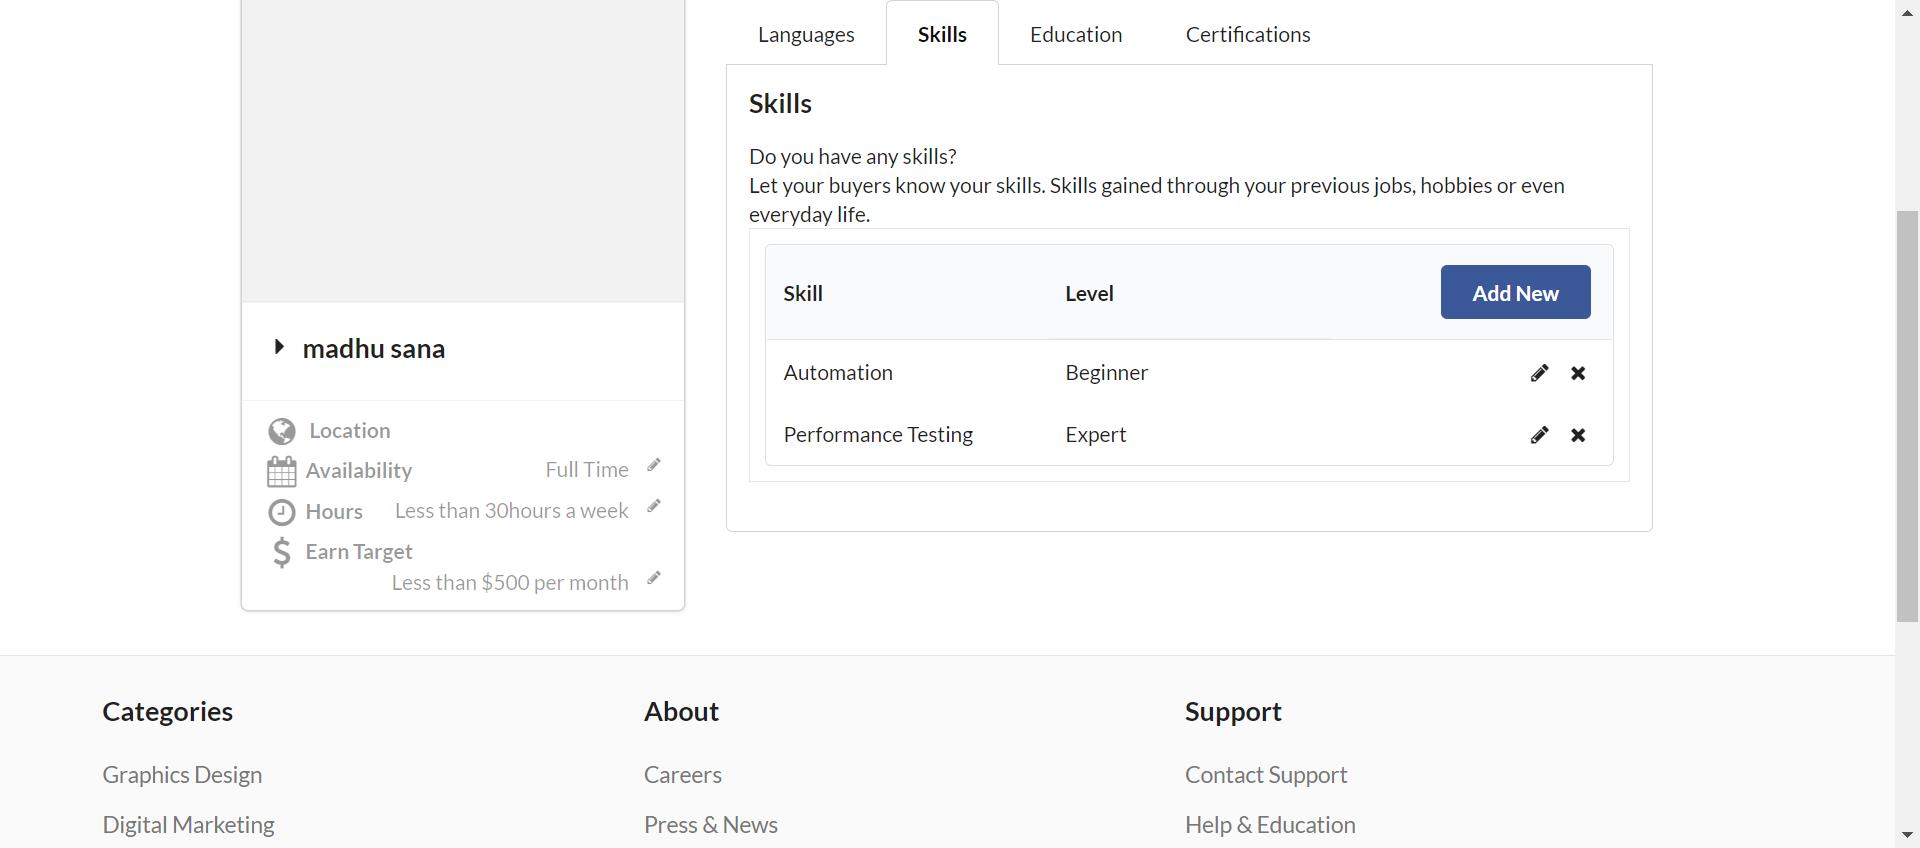 Languages
Skills
Education
Certifications
Skills
Do you have any skills?
Let your buyers know your skills. Skills gained through your previous jobs, hobbies or even
everyday life.
Skill
Level
Add New
Automation
Beginner
Performance Testing
Expert
madhu sana
Location
Availability
Full Time
Hours
Less than 30hours a week
Earn Target
Less than $500 per month
Categories
Graphics Design
Digital Marketing
About
Careers
Press & News
Support
Contact Support
Help & Education